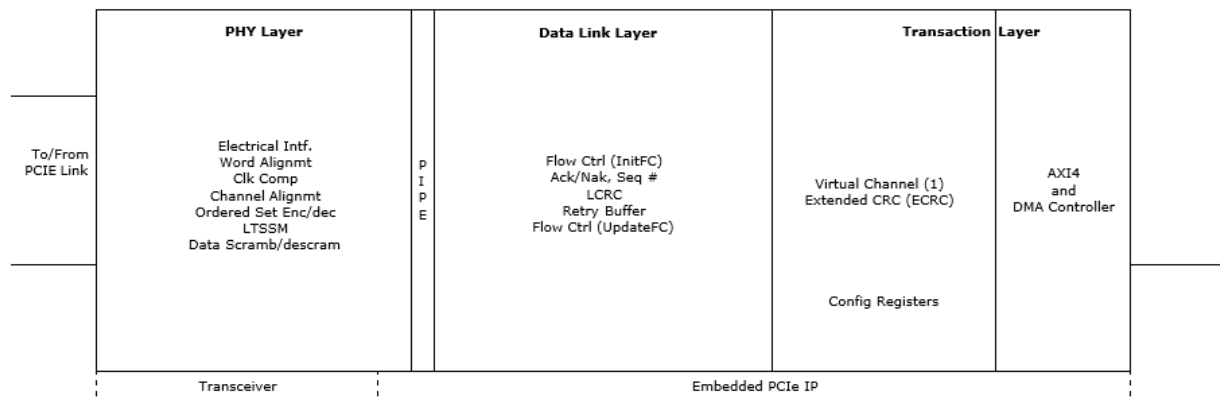 PHY Layer
Data Link Layer
Transaction Layer
To/From
PCIE Link
Electrical Intf.
Word Alignmt
Clk Comp
Channel Alignmt
Ordered Set Enc/dec
LTSSM
Data Scramb/descram
P
I
P
E
Flow Ctrl (InitFC)
Ack/Nak, Seq #
LCRC
Retry Buffer
Flow Ctrl (UpdateFC)
Virtual Channel (1)
Extended CRC (ECRC)
Config Registers
AXI4
and
DMA Controller
Transceiver
Embedded PCIe IP